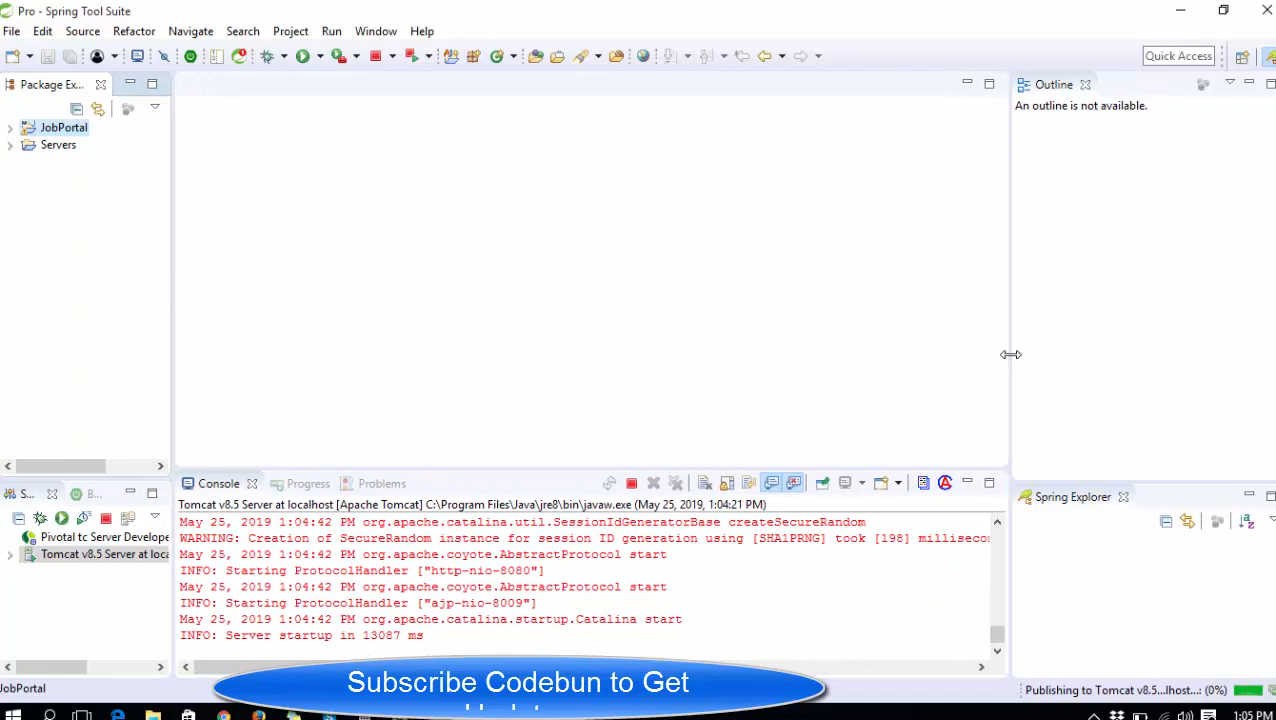 Pro - Spring Tool Suite
File Edit Source Refactor Navigate Search Project Run Window Help
Quick Access
Package Ex...
Outline
An outline is not available.
JobPortal
Servers
S...
B...
Console
Progress
Problems
Spring Explorer
Tomcat v8.5 Server at localhost [Apache Tomcat] C:\Program Files\Java\jre8\bin\javaw.exe (May 25, 2019 1:04:21 PM)
Pivotal tc Server Develope
Tomcat v8.5 Server at loca
May 25, 2019 1:04:42 PM org.apache.catalina.util.SessionIdGeneratorBase createSecureRandom
WARNING: Creation of SecureRandom instance for session ID generation using [SHA1PRNG] took [198] millisecon
May 25, 2019 1:04:42 PM org.apache.coyote.AbstractProtocol start
INFO: Starting ProtocolHandler ["http-nio-8080"]
May 25, 2019 1:04:42 PM org.apache.coyote.AbstractProtocol start
INFO: Starting ProtocolHandler ["ajp-nio-8009"]
May 25, 2019 1:04:42 PM org.apache.catalina.startup.Catalina start
INFO: Server startup in 13087 ms
Subscribe Codebun to Get
JobPortal
Publishing to Tomcat v8.5...lhost...: (0%)
1:05 PM